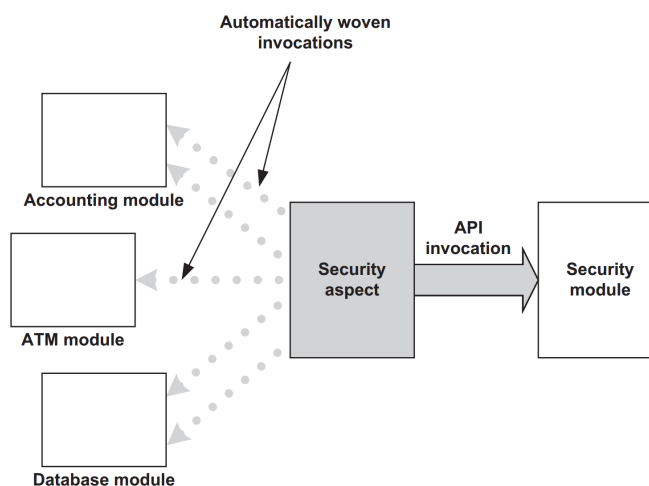 Automatically woven
invocations
Accounting module
API
invocation
Security
aspect
Security
module
ATM module
Database module